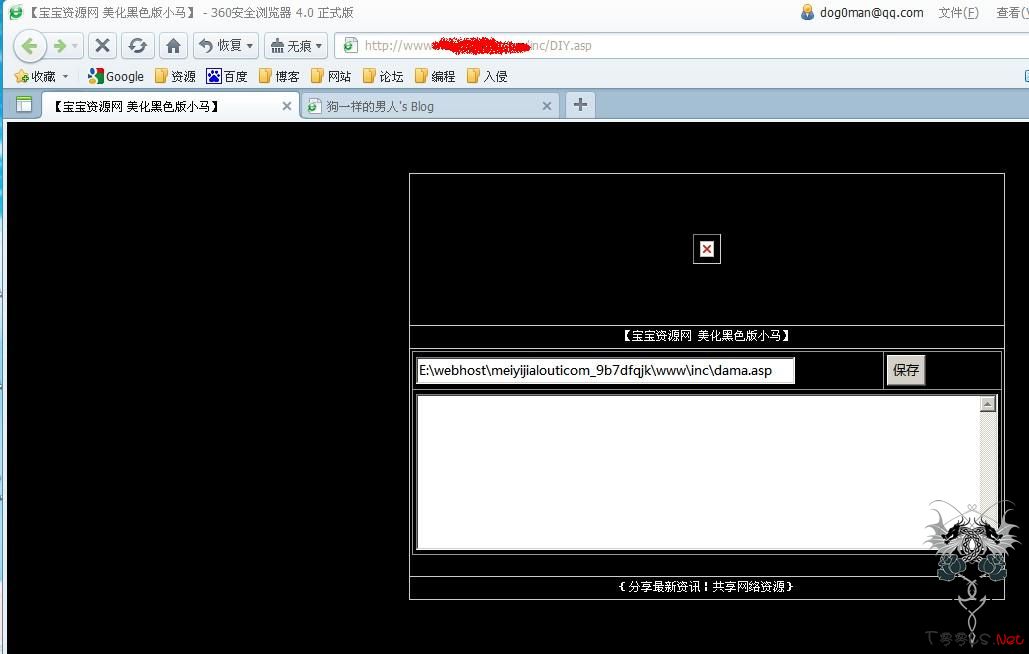 【宝宝资源网 美化黑色版小马】 - 360安全浏览器 4.0 正式版
dog0man@qq.com 文件(F) 查看(V
恢复 无痕 http://www. inc/DIY.asp
收藏 Google 资源 百度 博客 网站 论坛 编程 入侵
【宝宝资源网 美化黑色版小马】 狗一样的男人's Blog
【宝宝资源网 美化黑色版小马】
E:\webhost\meiyijialouticom_9b7dfqjk\www\inc\dama.asp 保存
{分享最新资讯¦共享网络资源}
T00LS.Net